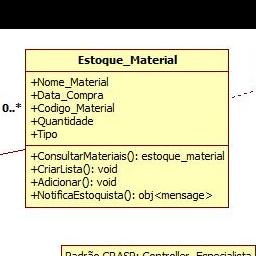 Estoque_Material
+Nome_Material
+Data_Compra
+Codigo_Material
0..*
+Quantidade
+Tipo
+ConsultarMateriais(): estoque_material
+CriarLista(): void
+Adicionar(): void
+NotificaEstoquista(): obj<mensage>
Padrão GRASP: Controller, Especialista